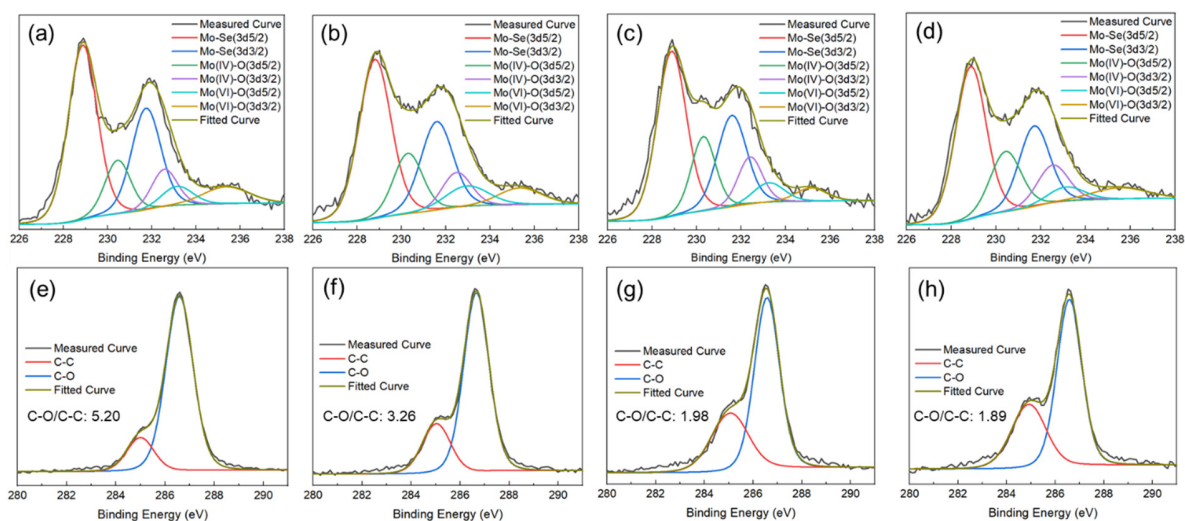 (a)
Measured Curve
Mo-Se(3d5/2)
Mo-Se(3d3/2)
Mo(IV)-O(3d5/2)
Mo(IV)-O(3d3/2)
Mo(VI)-O(3d5/2)
Mo(VI)-O(3d3/2)
Fitted Curve
226 228 230 232 234 236 238
Binding Energy (eV)
(b)
Measured Curve
Mo-Se(3d5/2)
Mo-Se(3d3/2)
Mo(IV)-O(3d5/2)
Mo(IV)-O(3d3/2)
Mo(VI)-O(3d5/2)
Mo(VI)-O(3d3/2)
Fitted Curve
226 228 230 232 234 236 238
Binding Energy (eV)
(c)
Measured Curve
Mo-Se(3d5/2)
Mo-Se(3d3/2)
Mo(IV)-O(3d5/2)
Mo(IV)-O(3d3/2)
Mo(VI)-O(3d5/2)
Mo(VI)-O(3d3/2)
Fitted Curve
226 228 230 232 234 236 238
Binding Energy (eV)
(d)
Measured Curve
Mo-Se(3d5/2)
Mo-Se(3d3/2)
Mo(IV)-O(3d5/2)
Mo(IV)-O(3d3/2)
Mo(VI)-O(3d5/2)
Mo(VI)-O(3d3/2)
Fitted Curve
226 228 230 232 234 236 238
Binding Energy (eV)
(e)
Measured Curve
C-C
C-O
Fitted Curve
C-O/C-C: 5.20
280 282 284 286 288 290
Binding Energy (eV)
(f)
Measured Curve
C-C
C-O
Fitted Curve
C-O/C-C: 3.26
280 282 284 286 288 290
Binding Energy (eV)
(g)
Measured Curve
C-C
C-O
Fitted Curve
C-O/C-C: 1.98
280 282 284 286 288 290
Binding Energy (eV)
(h)
Measured Curve
C-C
C-O
Fitted Curve
C-O/C-C: 1.89
280 282 284 286 288 290
Binding Energy (eV)